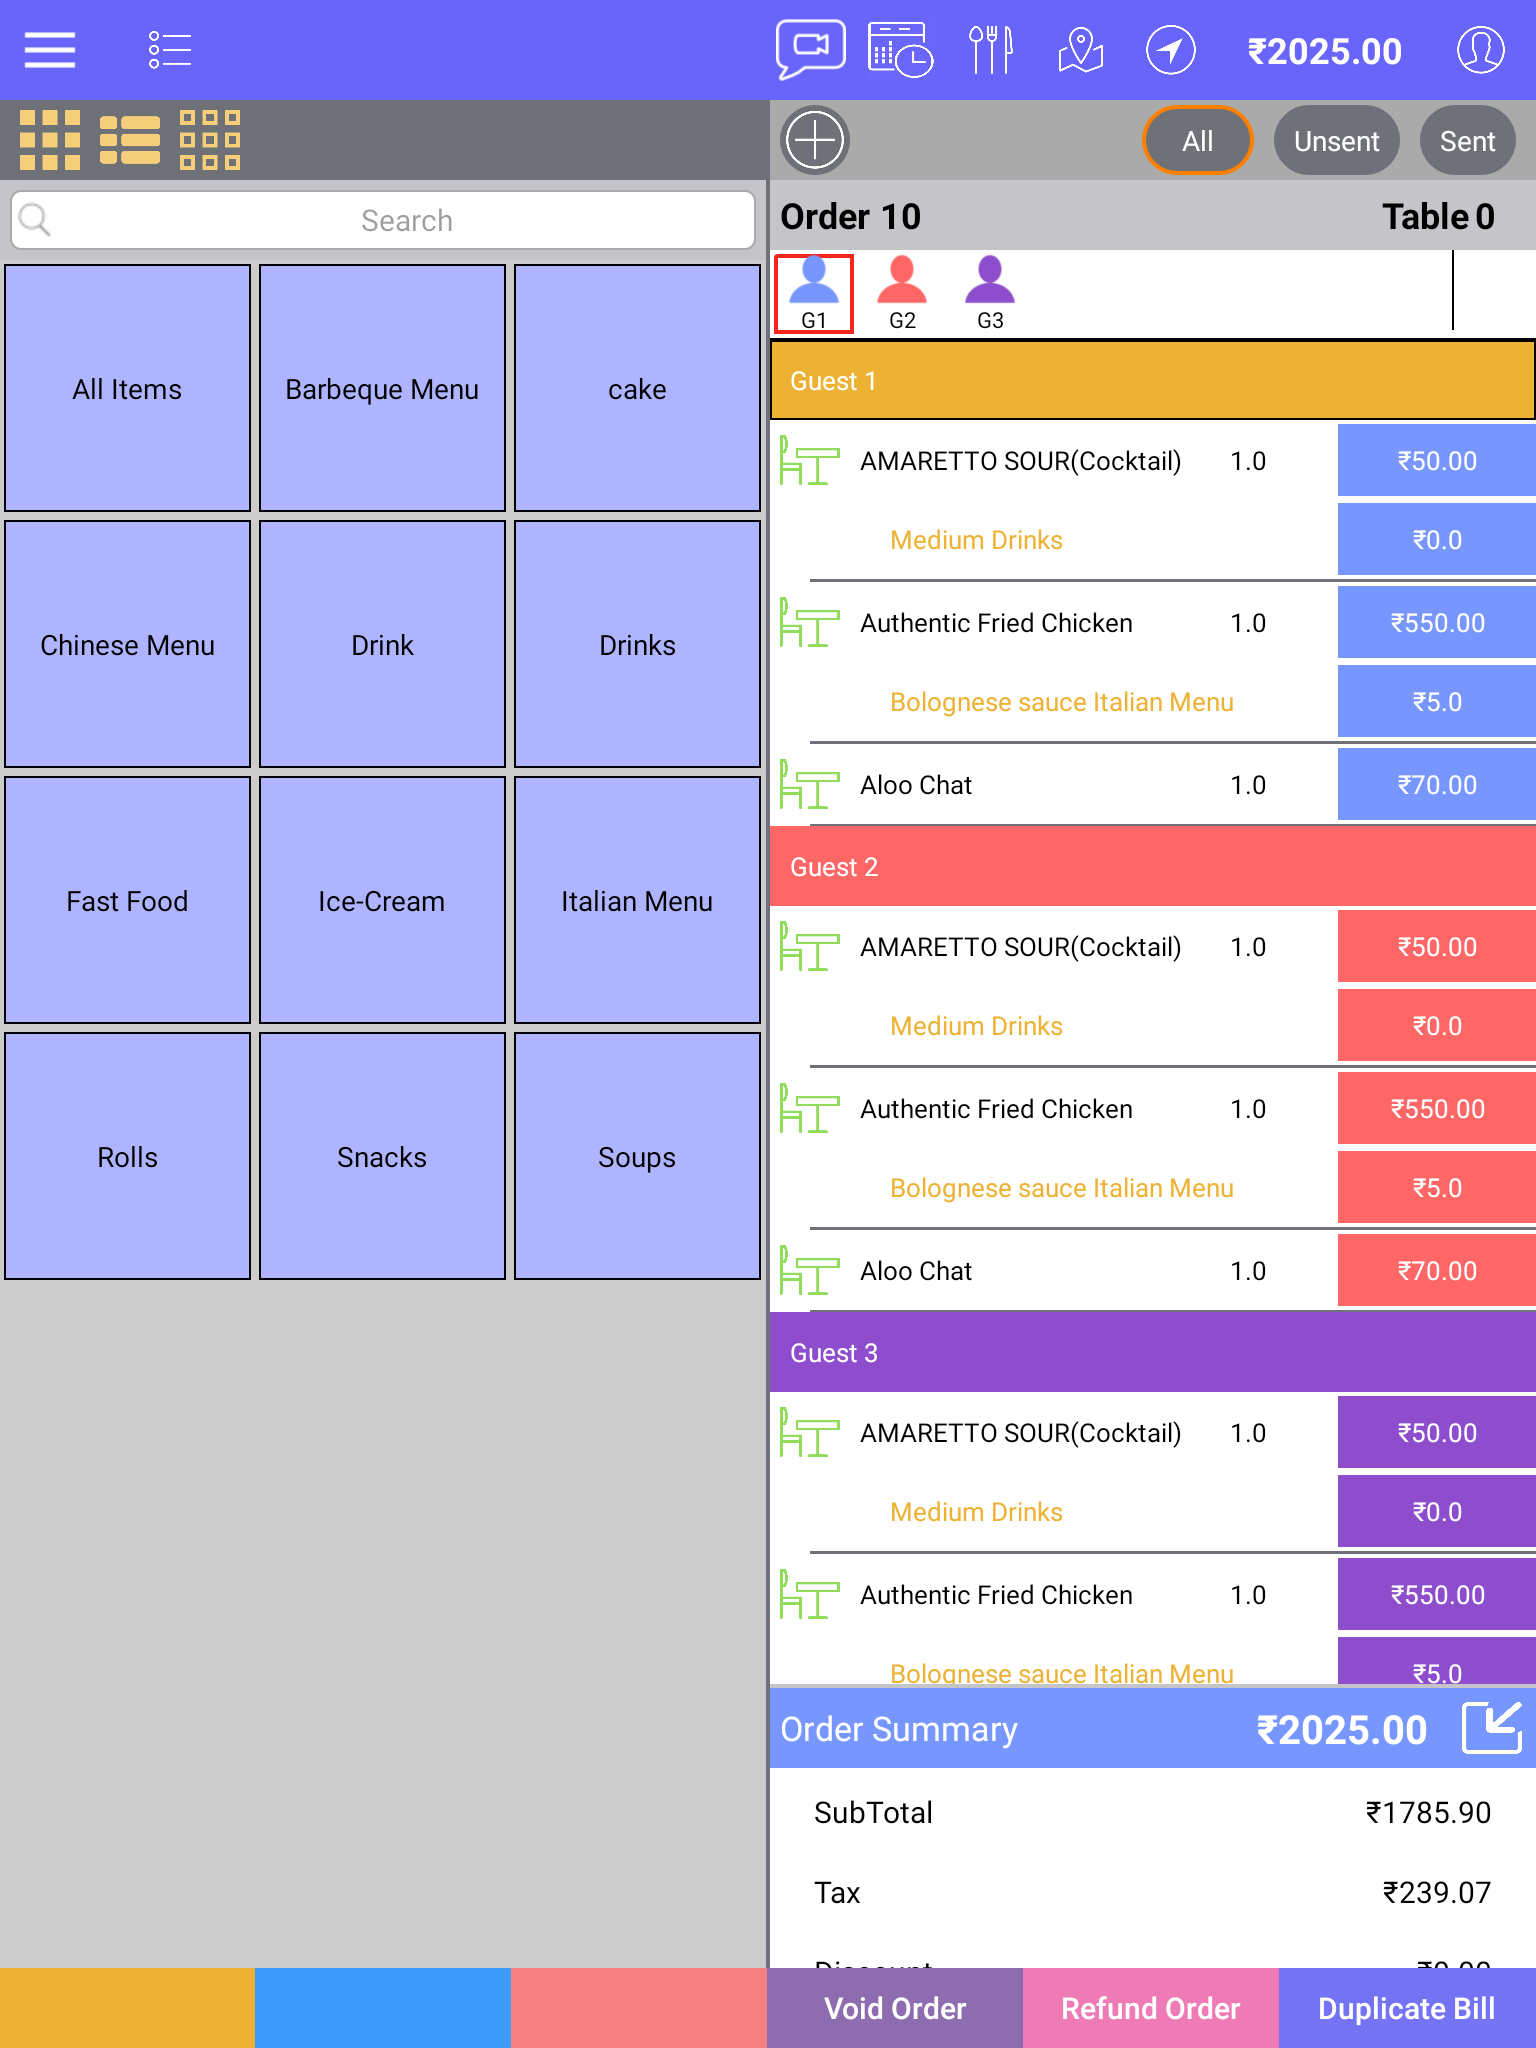 ₹2025.00
All
Unsent
Sent
Search
Order 10
Table 0
G1
G2
G3
All Items
Barbeque Menu
cake
Chinese Menu
Drink
Drinks
Fast Food
Ice-Cream
Italian Menu
Rolls
Snacks
Soups
Guest 1
AMARETTO SOUR(Cocktail) 1.0 ₹50.00
Medium Drinks ₹0.0
Authentic Fried Chicken 1.0 ₹550.00
Bolognese sauce Italian Menu ₹5.0
Aloo Chat 1.0 ₹70.00
Guest 2
AMARETTO SOUR(Cocktail) 1.0 ₹50.00
Medium Drinks ₹0.0
Authentic Fried Chicken 1.0 ₹550.00
Bolognese sauce Italian Menu ₹5.0
Aloo Chat 1.0 ₹70.00
Guest 3
AMARETTO SOUR(Cocktail) 1.0 ₹50.00
Medium Drinks ₹0.0
Authentic Fried Chicken 1.0 ₹550.00
Bolognese sauce Italian Menu ₹5.0
Order Summary ₹2025.00
SubTotal ₹1785.90
Tax ₹239.07
Discount
Void Order
Refund Order
Duplicate Bill